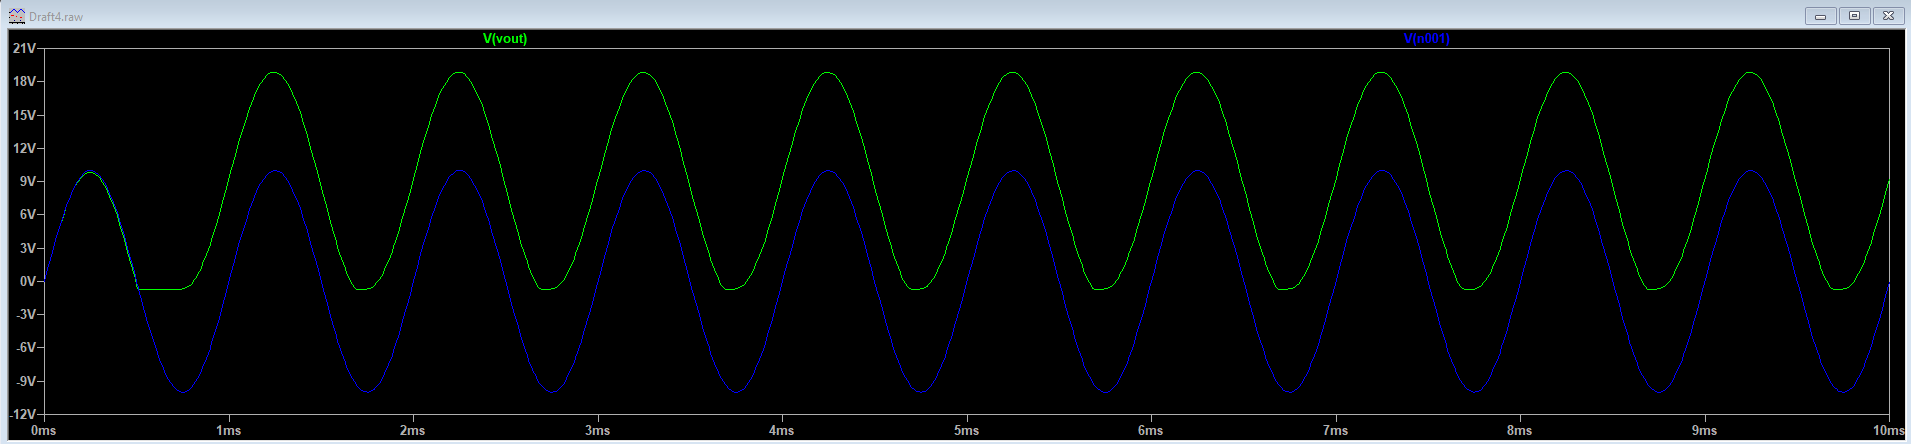 Draft4.raw
V(vout) V(n001)
21V
18V
15V
12V
9V
6V
3V
0V
-3V
-6V
-9V
-12V
0ms 1ms 2ms 3ms 4ms 5ms 6ms 7ms 8ms 9ms 10ms